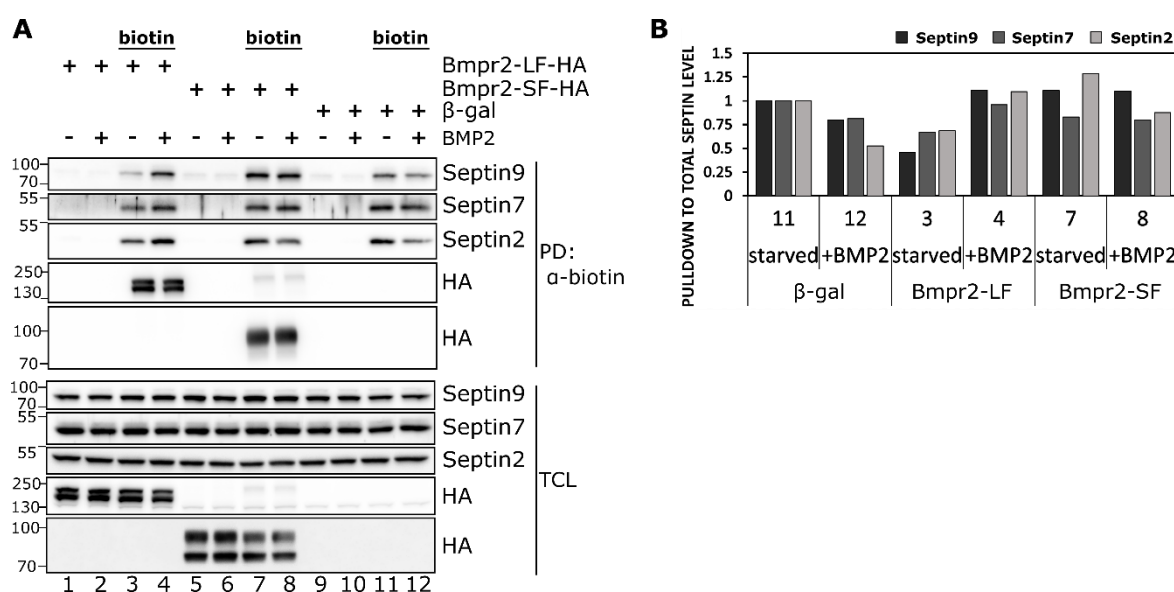 A
biotin biotin biotin
+ + + + Bmpr2-LF-HA
+ + + + Bmpr2-SF-HA
+ + + + β-gal
- + - + - + - + - + - + BMP2
100
70
Septin9
55
Septin7
55
Septin2
250
130
HA
100
70
HA
PD:
α-biotin
100
70
Septin9
55
Septin7
55
Septin2
250
130
HA
100
70
HA
TCL
1 2 3 4 5 6 7 8 9 10 11 12
B
Septin9 Septin7 Septin2
PULLDOWN TO TOTAL SEPTIN LEVEL
1.5
1.25
1
0.75
0.5
0.25
0
11 12 3 4 7 8
starved +BMP2 starved +BMP2 starved +BMP2
β-gal Bmpr2-LF Bmpr2-SF